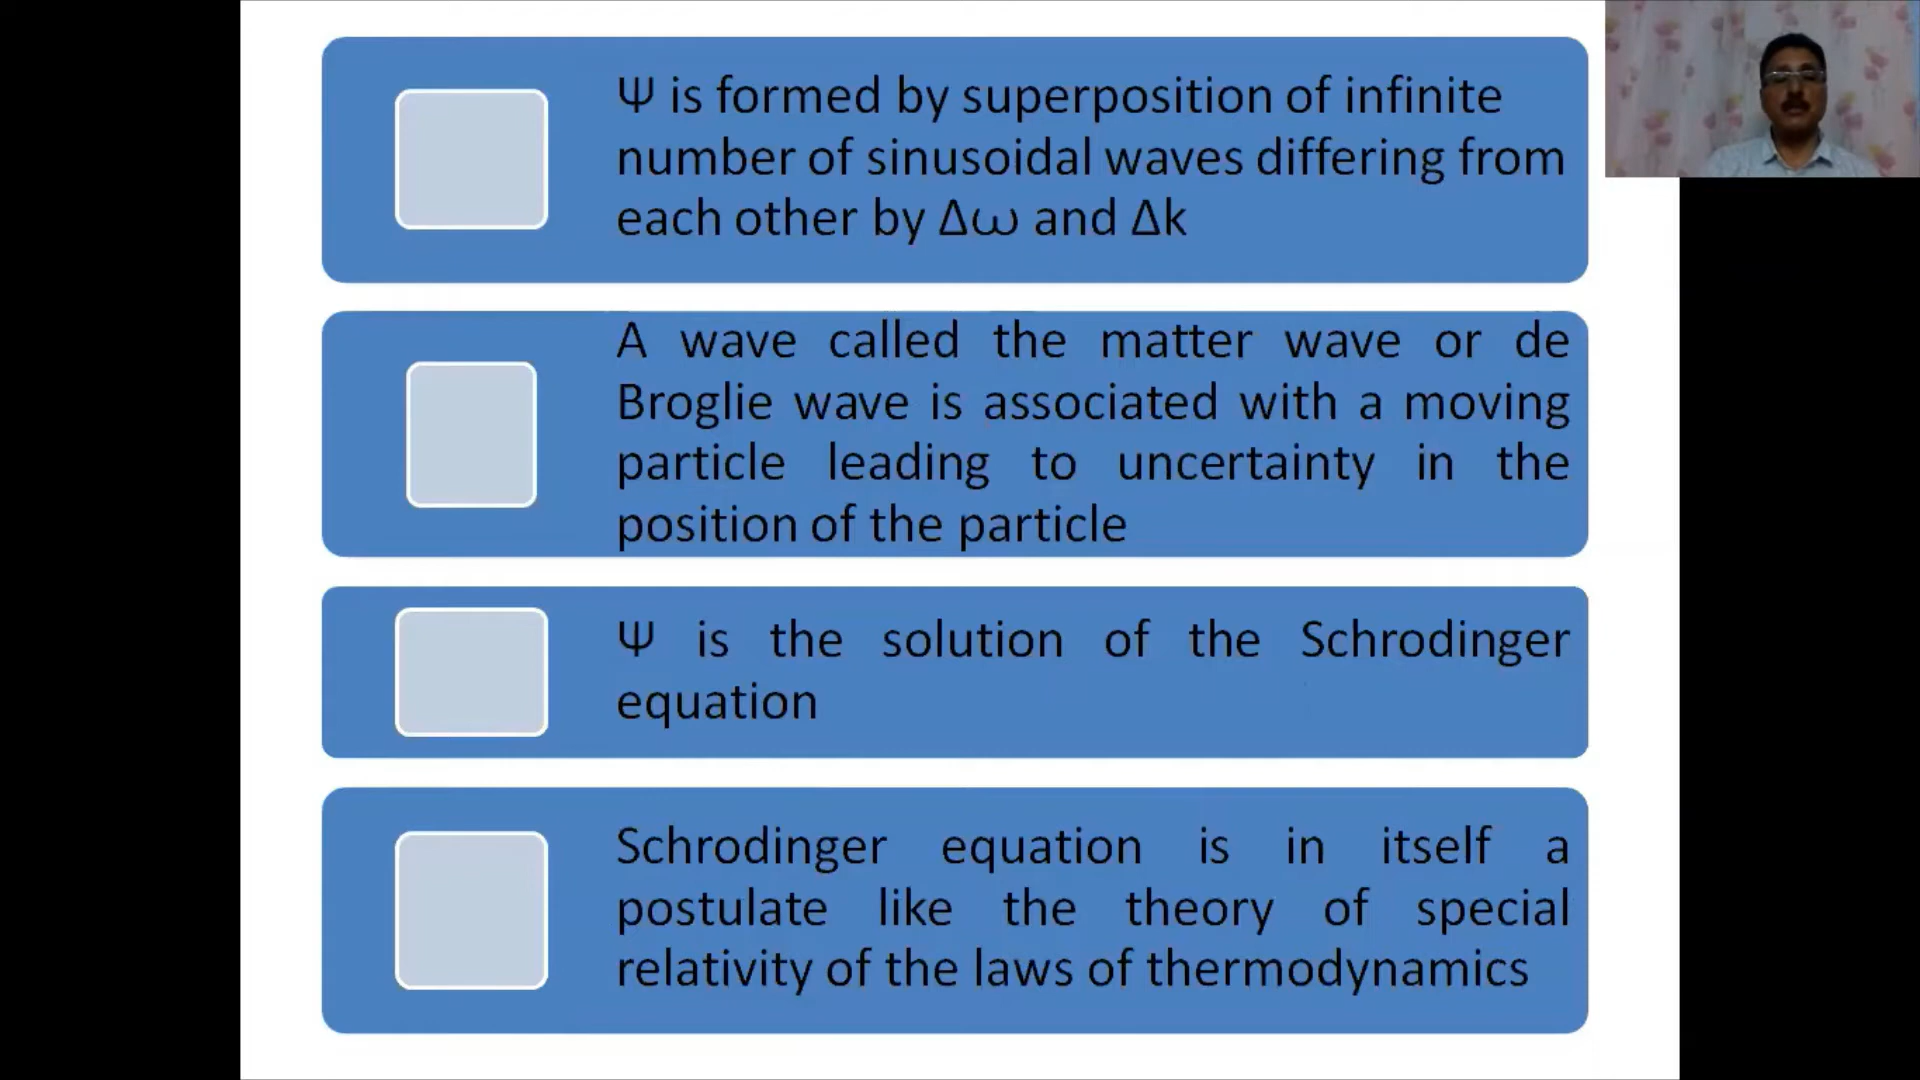 Ψ is formed by superposition of infinite
number of sinusoidal waves differing from
each other by Δω and Δk
A wave called the matter wave or de
Broglie wave is associated with a moving
particle leading to uncertainty in the
position of the particle
Ψ is the solution of the Schrodinger
equation
Schrodinger equation is in itself a
postulate like the theory of special
relativity of the laws of thermodynamics